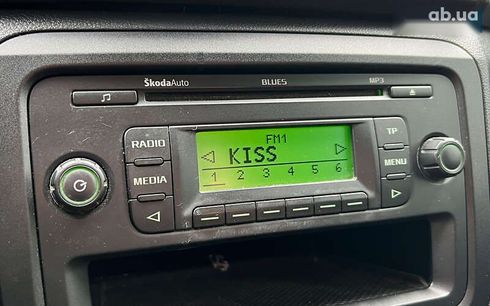 ab.ua
ŠkodaAuto BLUES MP3
RADIO FM1 TP
KISS
MEDIA 1 2 3 4 5 6 MENU